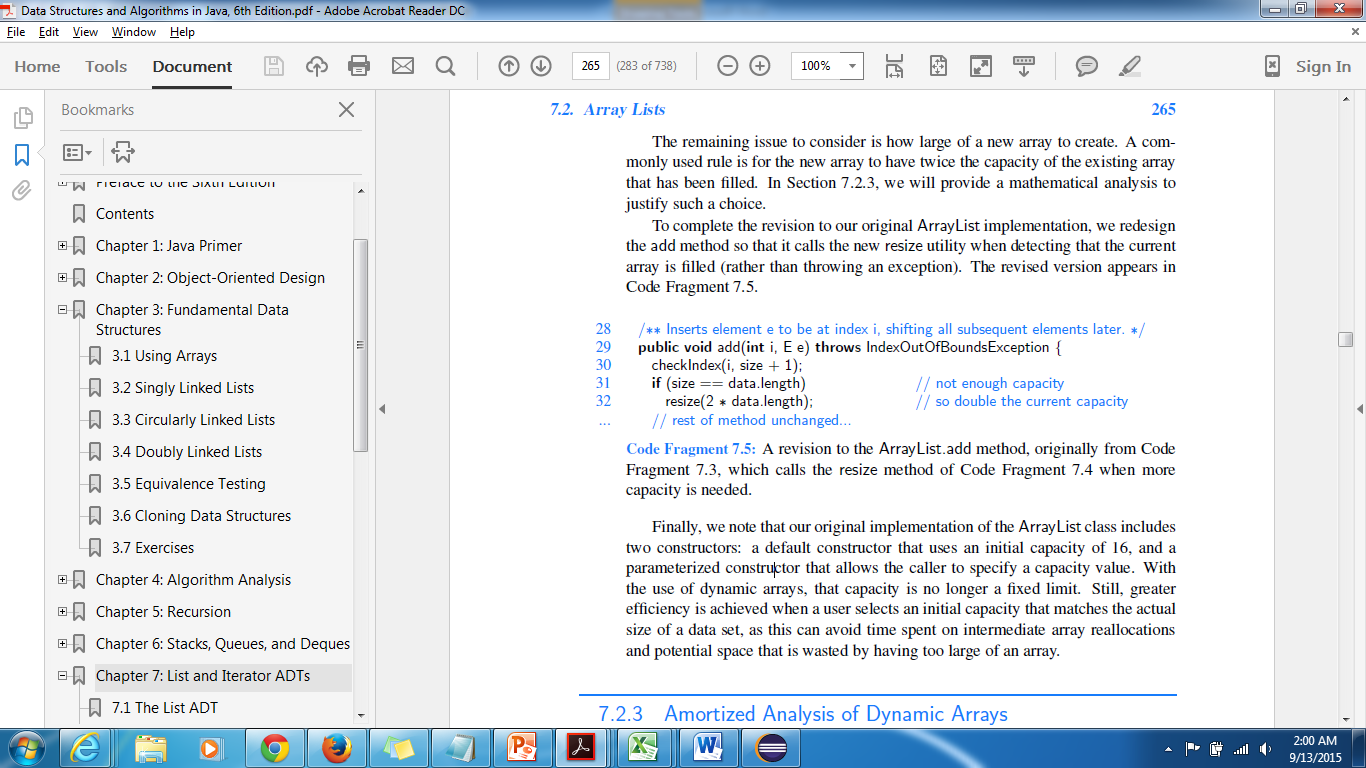 Data Structures and Algorithms in Java, 6th Edition.pdf - Adobe Acrobat Reader DC
File Edit View Window Help
Home Tools Document 265 (283 of 738) 100% Sign In
Bookmarks
Preface to the Sixth Edition
Contents
Chapter 1: Java Primer
Chapter 2: Object-Oriented Design
Chapter 3: Fundamental Data
Structures
3.1 Using Arrays
3.2 Singly Linked Lists
3.3 Circularly Linked Lists
3.4 Doubly Linked Lists
3.5 Equivalence Testing
3.6 Cloning Data Structures
3.7 Exercises
Chapter 4: Algorithm Analysis
Chapter 5: Recursion
Chapter 6: Stacks, Queues, and Deques
Chapter 7: List and Iterator ADTs
7.1 The List ADT
7.2. Array Lists 265
The remaining issue to consider is how large of a new array to create. A com-
monly used rule is for the new array to have twice the capacity of the existing array
that has been filled. In Section 7.2.3, we will provide a mathematical analysis to
justify such a choice.
To complete the revision to our original ArrayList implementation, we redesign
the add method so that it calls the new resize utility when detecting that the current
array is filled (rather than throwing an exception). The revised version appears in
Code Fragment 7.5.
28 /** Inserts element e to be at index i, shifting all subsequent elements later. */
29 public void add(int i, E e) throws IndexOutOfBoundsException {
30 checkIndex(i, size + 1);
31 if (size == data.length) // not enough capacity
32 resize(2 * data.length); // so double the current capacity
... // rest of method unchanged...
Code Fragment 7.5: A revision to the ArrayList.add method, originally from Code
Fragment 7.3, which calls the resize method of Code Fragment 7.4 when more
capacity is needed.
Finally, we note that our original implementation of the ArrayList class includes
two constructors: a default constructor that uses an initial capacity of 16, and a
parameterized constructor that allows the caller to specify a capacity value. With
the use of dynamic arrays, that capacity is no longer a fixed limit. Still, greater
efficiency is achieved when a user selects an initial capacity that matches the actual
size of a data set, as this can avoid time spent on intermediate array reallocations
and potential space that is wasted by having too large of an array.
7.2.3 Amortized Analysis of Dynamic Arrays
2:00 AM
9/13/2015